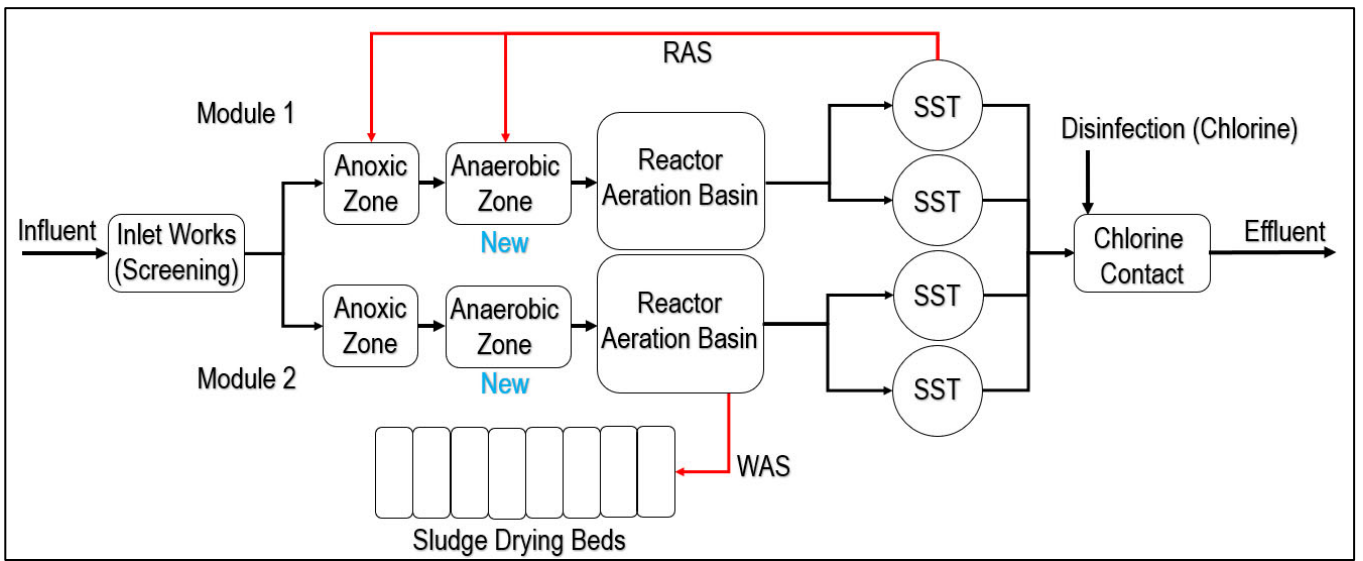 RAS
Module 1
SST
Disinfection (Chlorine)
Anoxic
Zone
Anaerobic
Zone
New
Reactor
Aeration Basin
SST
Influent
Inlet Works
(Screening)
Chlorine
Contact
Effluent
Anoxic
Zone
Anaerobic
Zone
New
Reactor
Aeration Basin
SST
Module 2
SST
WAS
Sludge Drying Beds